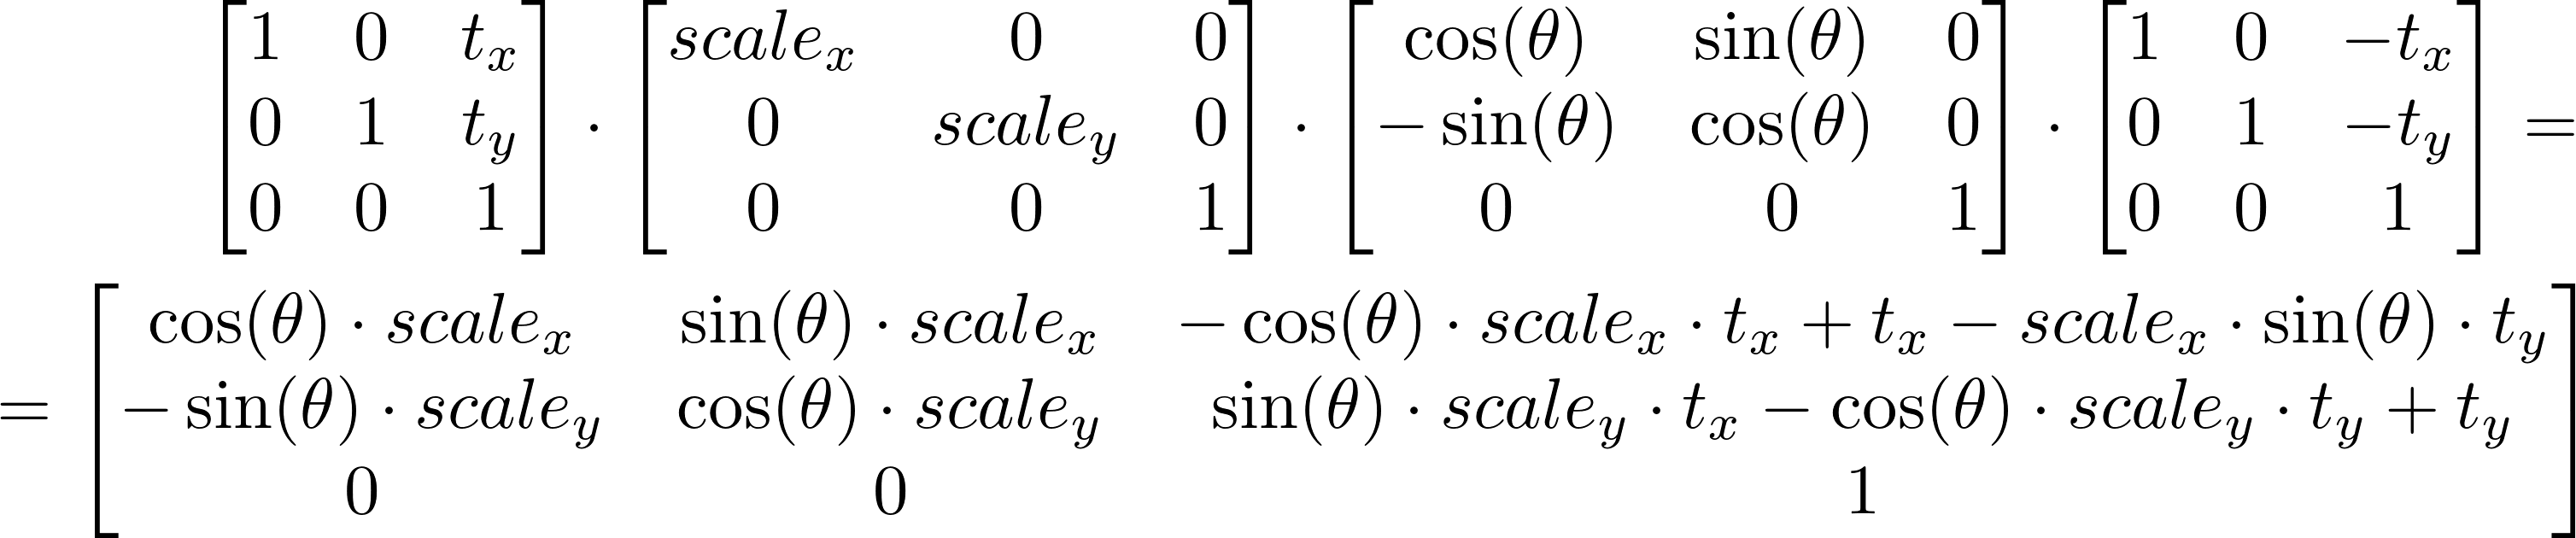 \begin{bmatrix} 1 & 0 & t_x \\ 0 & 1 & t_y \\ 0 & 0 & 1 \end{bmatrix} \cdot \begin{bmatrix} scale_x & 0 & 0 \\ 0 & scale_y & 0 \\ 0 & 0 & 1 \end{bmatrix} \cdot \begin{bmatrix} \cos(\theta) & \sin(\theta) & 0 \\ -\sin(\theta) & \cos(\theta) & 0 \\ 0 & 0 & 1 \end{bmatrix} \cdot \begin{bmatrix} 1 & 0 & -t_x \\ 0 & 1 & -t_y \\ 0 & 0 & 1 \end{bmatrix} =
= \begin{bmatrix} \cos(\theta) \cdot scale_x & \sin(\theta) \cdot scale_x & -\cos(\theta) \cdot scale_x \cdot t_x + t_x - scale_x \cdot \sin(\theta) \cdot t_y \\ -\sin(\theta) \cdot scale_y & \cos(\theta) \cdot scale_y & \sin(\theta) \cdot scale_y \cdot t_x - \cos(\theta) \cdot scale_y \cdot t_y + t_y \\ 0 & 0 & 1 \end{bmatrix}